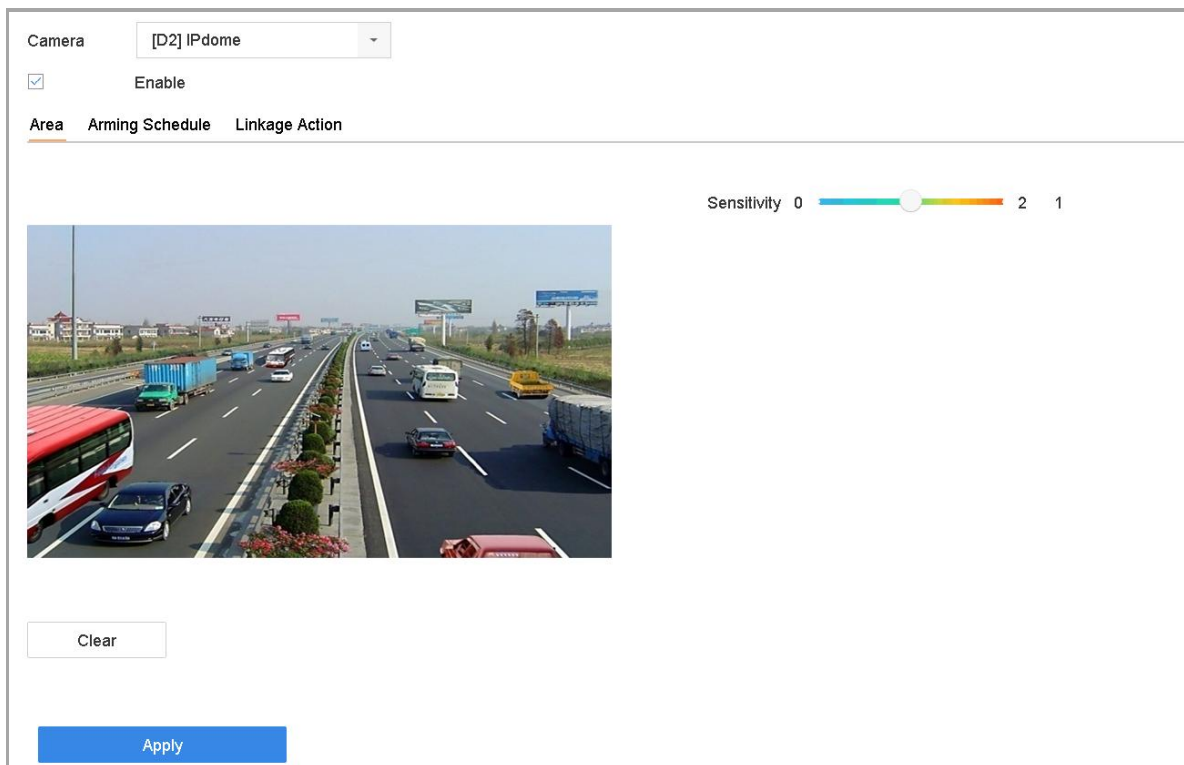 Camera [D2] IPdome
Enable
Area Arming Schedule Linkage Action
Sensitivity 0 2 1
Clear
Apply